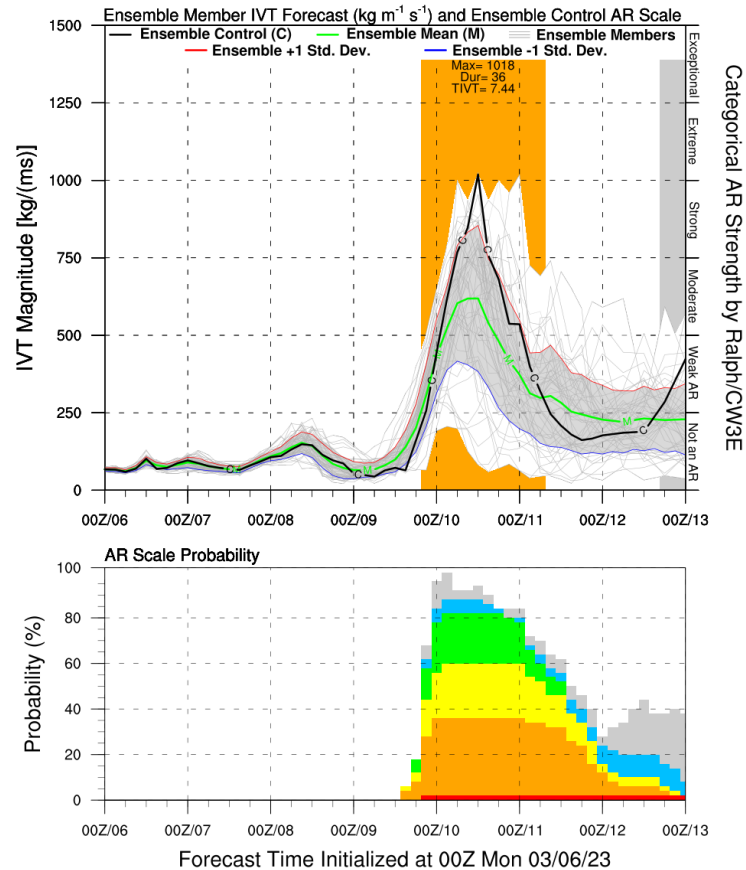 Ensemble Member IVT Forecast (kg m⁻¹ s⁻¹) and Ensemble Control AR Scale
Ensemble Control (C) Ensemble Mean (M) Ensemble Members
Ensemble +1 Std. Dev. Ensemble -1 Std. Dev.
Max= 1018
Dur= 36
TIVT= 7.44
IVT Magnitude [kg/(ms)]
1500
1250
1000
750
500
250
0
Exceptional
Extreme
Strong
Moderate
Weak AR
Not an AR
Categorical AR Strength by Ralph/CW3E
C C C C C C C
M M M M
00Z/06 00Z/07 00Z/08 00Z/09 00Z/10 00Z/11 00Z/12 00Z/13
AR Scale Probability
Probability (%)
100
80
60
40
20
0
00Z/06 00Z/07 00Z/08 00Z/09 00Z/10 00Z/11 00Z/12 00Z/13
Forecast Time Initialized at 00Z Mon 03/06/23